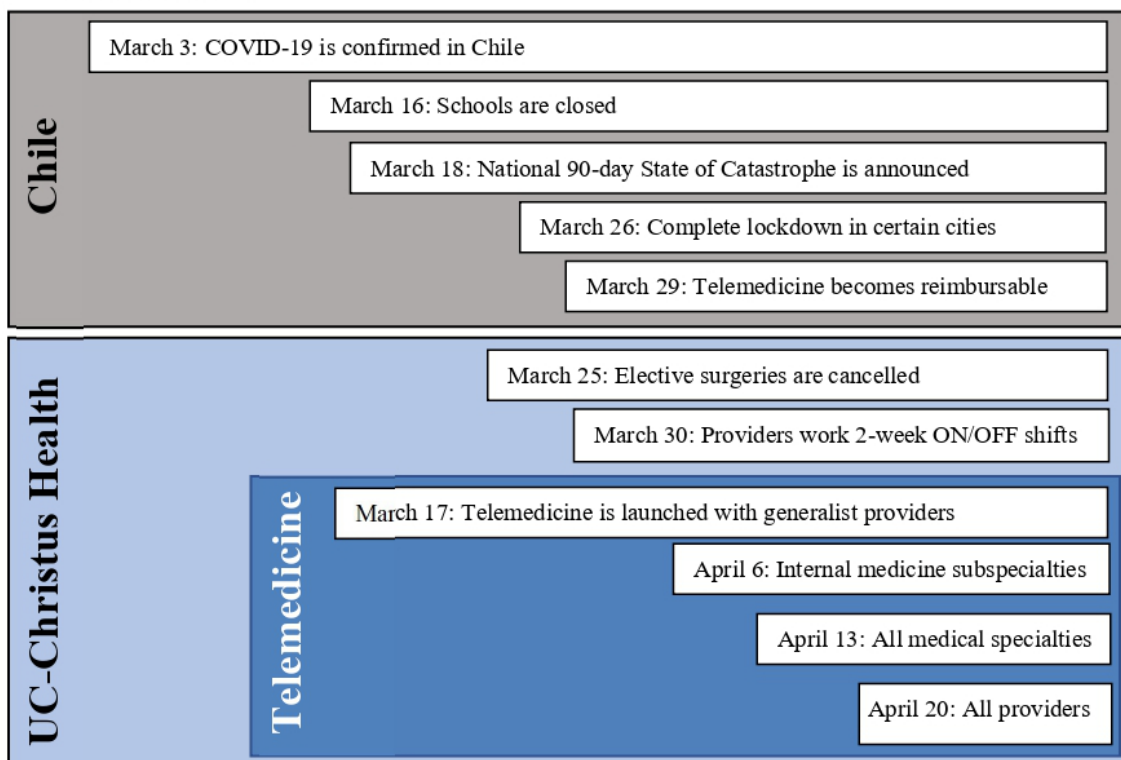 Chile
March 3: COVID-19 is confirmed in Chile
March 16: Schools are closed
March 18: National 90-day State of Catastrophe is announced
March 26: Complete lockdown in certain cities
March 29: Telemedicine becomes reimbursable
UC-Christus Health
March 25: Elective surgeries are cancelled
March 30: Providers work 2-week ON/OFF shifts
Telemedicine
March 17: Telemedicine is launched with generalist providers
April 6: Internal medicine subspecialties
April 13: All medical specialties
April 20: All providers